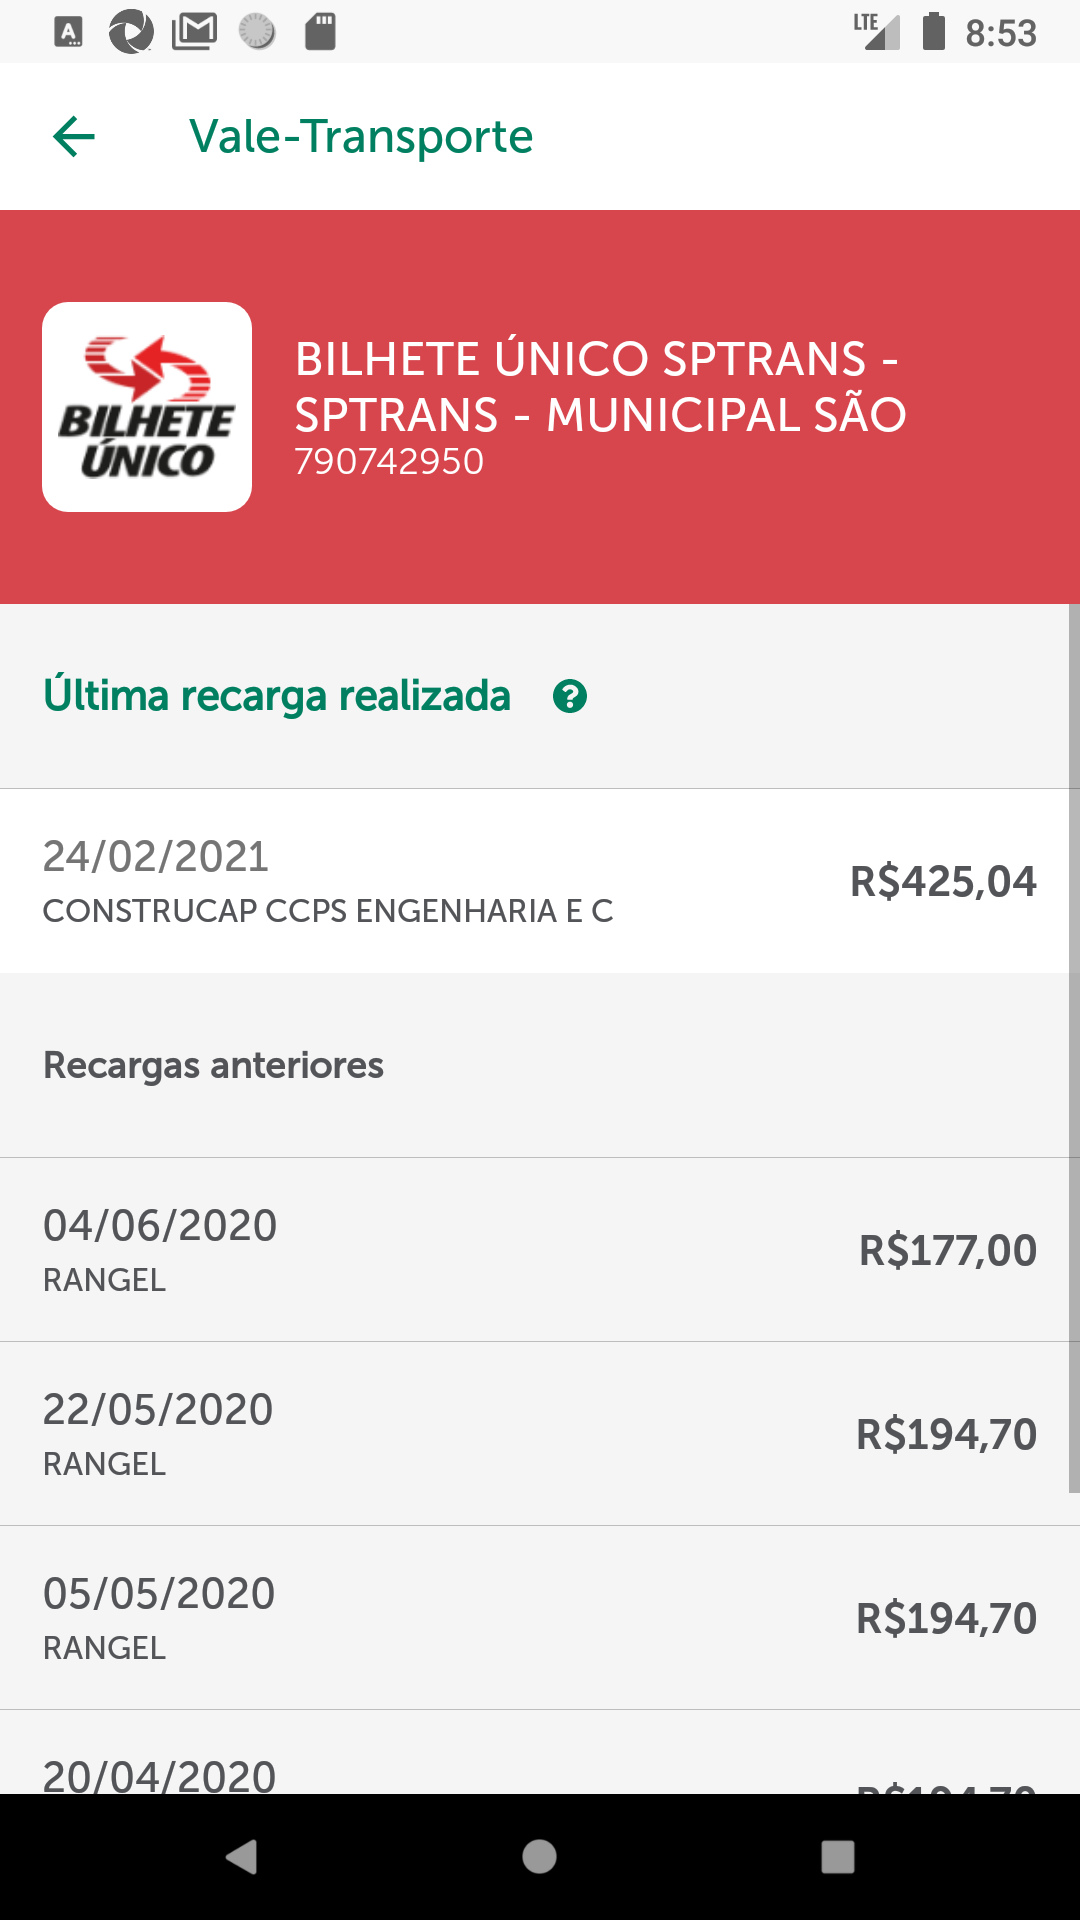 LTE 8:53
Vale-Transporte
BILHETE ÚNICO
BILHETE ÚNICO SPTRANS -
SPTRANS - MUNICIPAL SÃO
790742950
Última recarga realizada ?
24/02/2021
R$425,04
CONSTRUCAP CCPS ENGENHARIA E C
Recargas anteriores
04/06/2020
R$177,00
RANGEL
22/05/2020
R$194,70
RANGEL
05/05/2020
R$194,70
RANGEL
20/04/2020
R$194,70